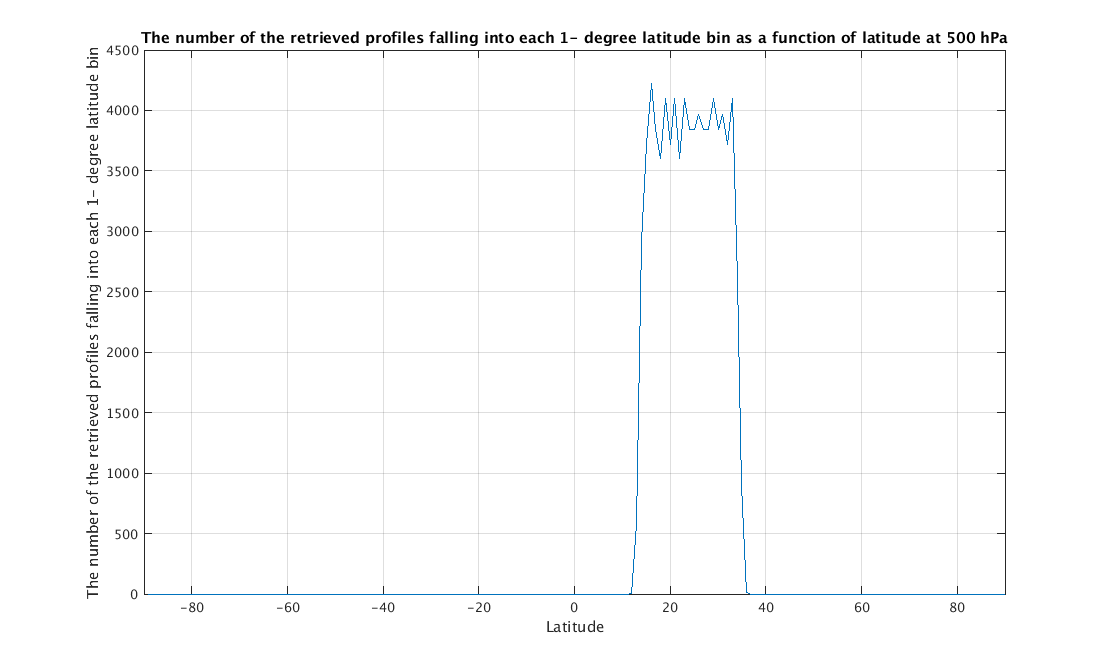 The number of the retrieved profiles falling into each 1- degree latitude bin as a function of latitude at 500 hPa
The number of the retrieved profiles falling into each 1- degree latitude bin
4500
4000
3500
3000
2500
2000
1500
1000
500
0
-80 -60 -40 -20 0 20 40 60 80
Latitude